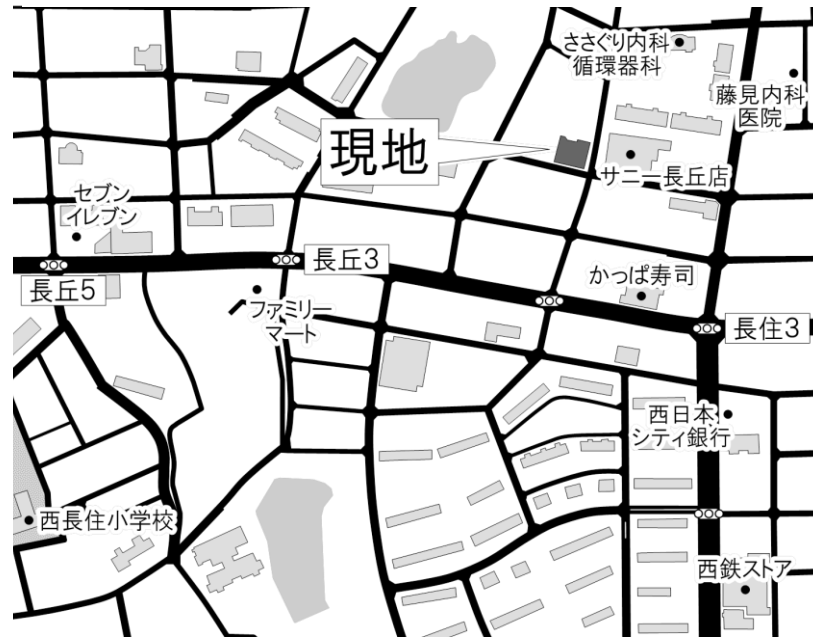 ささぐり内科
循環器科
藤見内科
医院
現地
サニー長丘店
セブン
イレブン
長丘3
かっぱ寿司
長丘5
ファミリー
マート
長住3
西日本
シティ銀行
西長住小学校
西鉄ストア